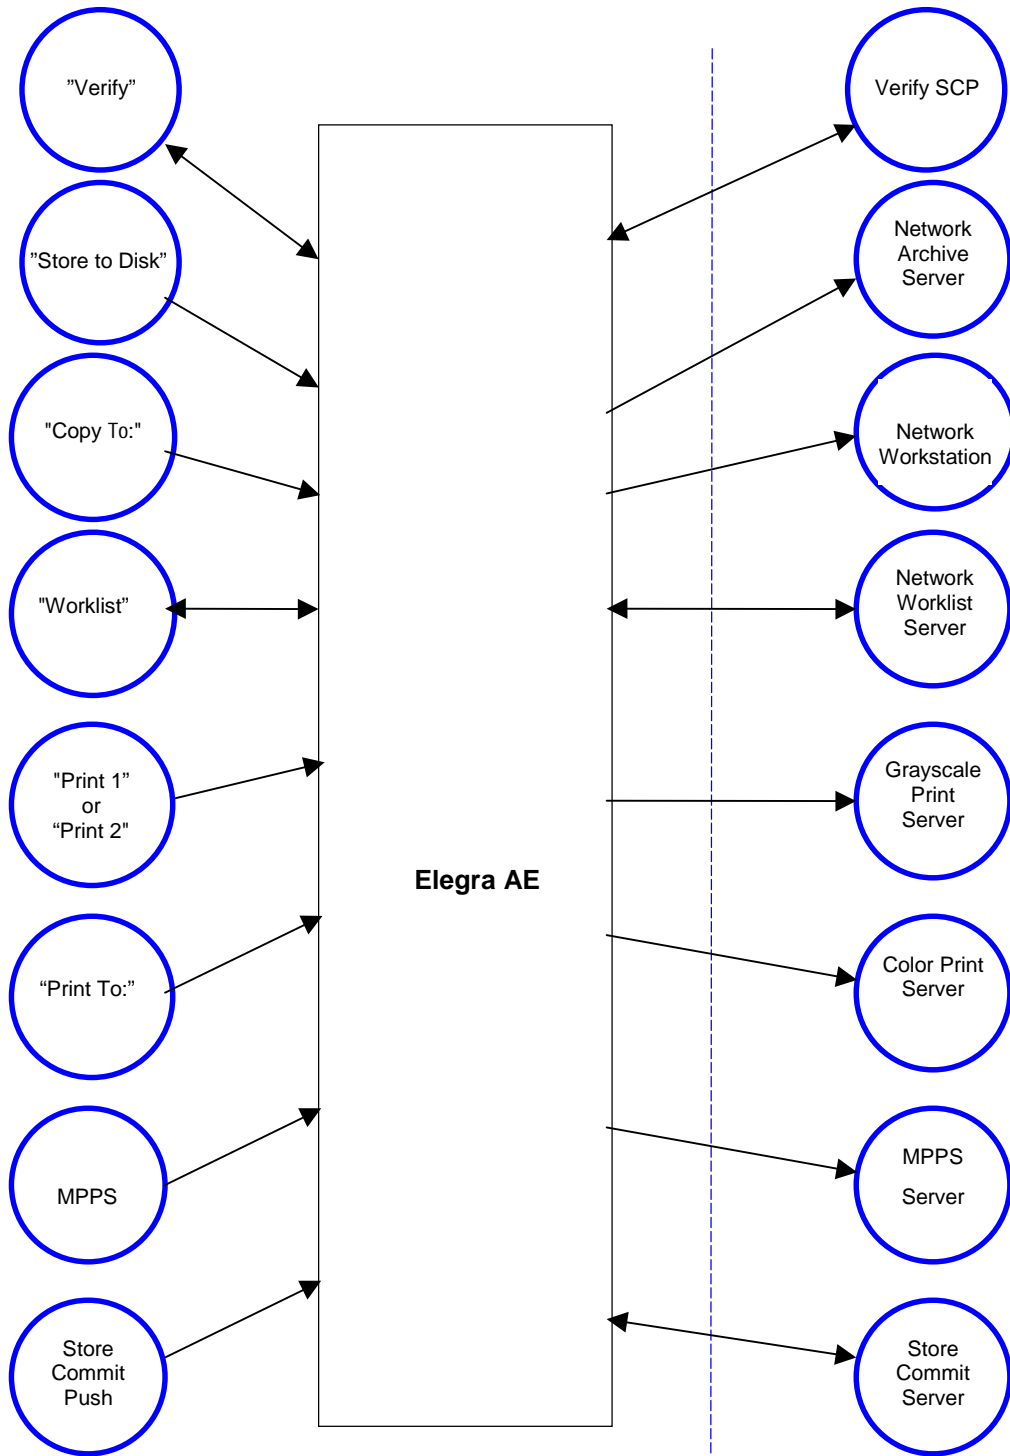 ”Verify”
Verify SCP
”Store to Disk”
Network
Archive
Server
"Copy To:"
Network
Workstation
"Worklist”
Network
Worklist
Server
"Print 1”
or
“Print 2"
Grayscale
Print
Server
Elegra AE
“Print To:”
Color Print
Server
MPPS
MPPS
Server
Store
Commit
Push
Store
Commit
Server